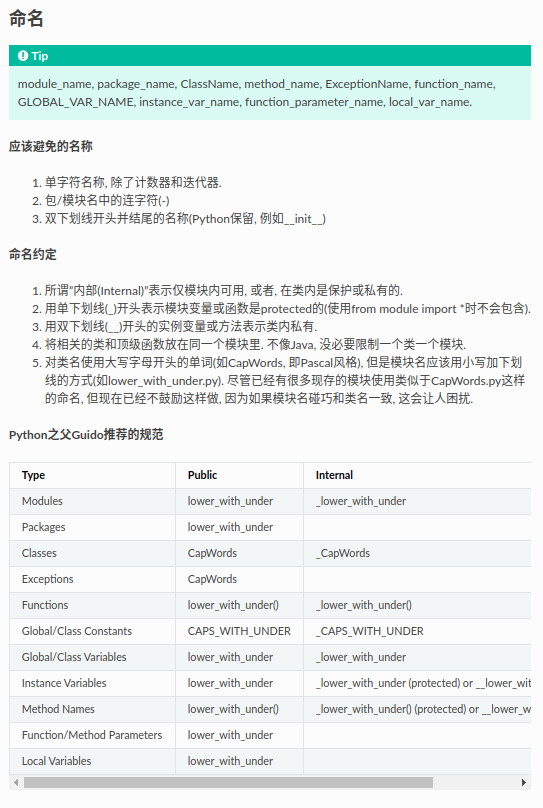 命名
Tip
module_name, package_name, ClassName, method_name, ExceptionName, function_name,
GLOBAL_VAR_NAME, instance_var_name, function_parameter_name, local_var_name.
应该避免的名称
1. 单字符名称, 除了计数器和迭代器.
2. 包/模块名中的连字符(-)
3. 双下划线开头并结尾的名称(Python保留, 例如__init__)
命名约定
1. 所谓"内部(Internal)"表示仅模块内可用, 或者, 在类内是保护或私有的.
2. 用单下划线(_)开头表示模块变量或函数是protected的(使用from module import *时不会包含).
3. 用双下划线(__)开头的实例变量或方法表示类内私有.
4. 将相关的类和顶级函数放在同一个模块里. 不像Java, 没必要限制一个类一个模块.
5. 对类名使用大写字母开头的单词(如CapWords, 即Pascal风格), 但是模块名应该用小写加下划
线的方式(如lower_with_under.py). 尽管已经有很多现存的模块使用类似于CapWords.py这样
的命名, 但现在已经不鼓励这样做, 因为如果模块名碰巧和类名一致, 这会让人困扰.
Python之父Guido推荐的规范
Type Public Internal
Modules lower_with_under _lower_with_under
Packages lower_with_under
Classes CapWords _CapWords
Exceptions CapWords
Functions lower_with_under() _lower_with_under()
Global/Class Constants CAPS_WITH_UNDER _CAPS_WITH_UNDER
Global/Class Variables lower_with_under _lower_with_under
Instance Variables lower_with_under _lower_with_under (protected) or __lower_wit
Method Names lower_with_under() _lower_with_under() (protected) or __lower_w
Function/Method Parameters lower_with_under
Local Variables lower_with_under